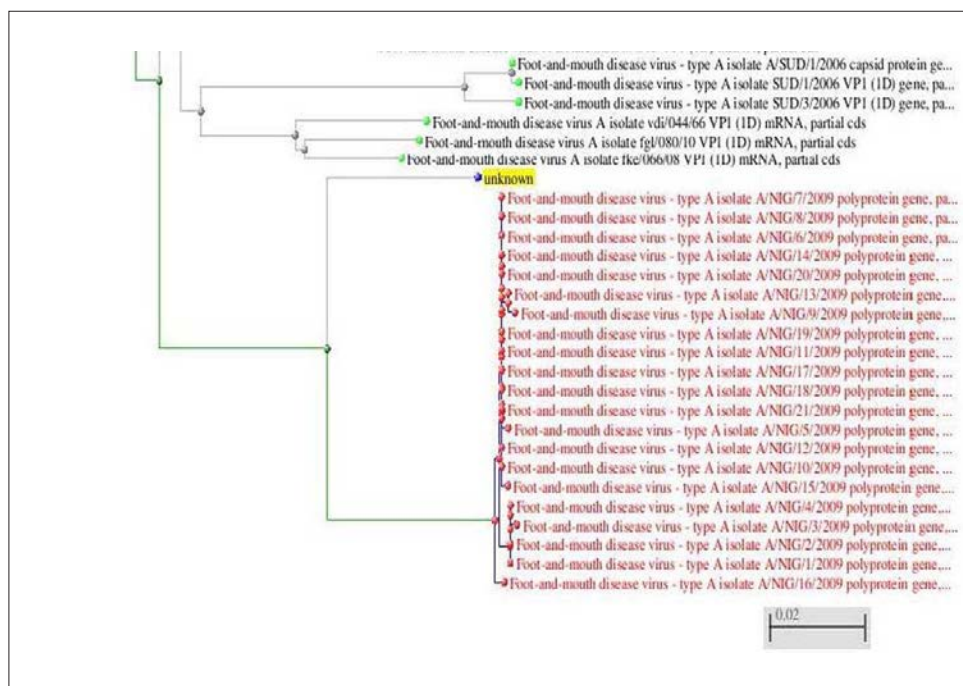 Foot-and-mouth disease virus - type A isolate A/SUD/1/2006 capsid protein ge...
Foot-and-mouth disease virus - type A isolate SUD/1/2006 VP1 (1D) gene, pa...
Foot-and-mouth disease virus - type A isolate SUD/3/2006 VP1 (1D) gene, pa...
Foot-and-mouth disease virus A isolate vdi/044/66 VP1 (1D) mRNA, partial cds
Foot-and-mouth disease virus A isolate fgl/080/10 VP1 (1D) mRNA, partial cds
Foot-and-mouth disease virus A isolate fke/066/08 VP1 (1D) mRNA, partial cds
unknown
Foot-and-mouth disease virus - type A isolate A/NIG/7/2009 polyprotein gene, pa...
Foot-and-mouth disease virus - type A isolate A/NIG/8/2009 polyprotein gene, pa...
Foot-and-mouth disease virus - type A isolate A/NIG/6/2009 polyprotein gene, pa...
Foot-and-mouth disease virus - type A isolate A/NIG/14/2009 polyprotein gene, ...
Foot-and-mouth disease virus - type A isolate A/NIG/20/2009 polyprotein gene, ...
Foot-and-mouth disease virus - type A isolate A/NIG/13/2009 polyprotein gene,...
Foot-and-mouth disease virus - type A isolate A/NIG/9/2009 polyprotein gene,...
Foot-and-mouth disease virus - type A isolate A/NIG/19/2009 polyprotein gene, ...
Foot-and-mouth disease virus - type A isolate A/NIG/11/2009 polyprotein gene, ...
Foot-and-mouth disease virus - type A isolate A/NIG/17/2009 polyprotein gene, ...
Foot-and-mouth disease virus - type A isolate A/NIG/18/2009 polyprotein gene, ...
Foot-and-mouth disease virus - type A isolate A/NIG/21/2009 polyprotein gene, ...
Foot-and-mouth disease virus - type A isolate A/NIG/5/2009 polyprotein gene, ...
Foot-and-mouth disease virus - type A isolate A/NIG/12/2009 polyprotein gene, ...
Foot-and-mouth disease virus - type A isolate A/NIG/10/2009 polyprotein gene, ...
Foot-and-mouth disease virus - type A isolate A/NIG/15/2009 polyprotein gene,...
Foot-and-mouth disease virus - type A isolate A/NIG/4/2009 polyprotein gene,...
Foot-and-mouth disease virus - type A isolate A/NIG/3/2009 polyprotein gene,...
Foot-and-mouth disease virus - type A isolate A/NIG/2/2009 polyprotein gene,...
Foot-and-mouth disease virus - type A isolate A/NIG/1/2009 polyprotein gene,...
Foot-and-mouth disease virus - type A isolate A/NIG/16/2009 polyprotein gene,...
0.02